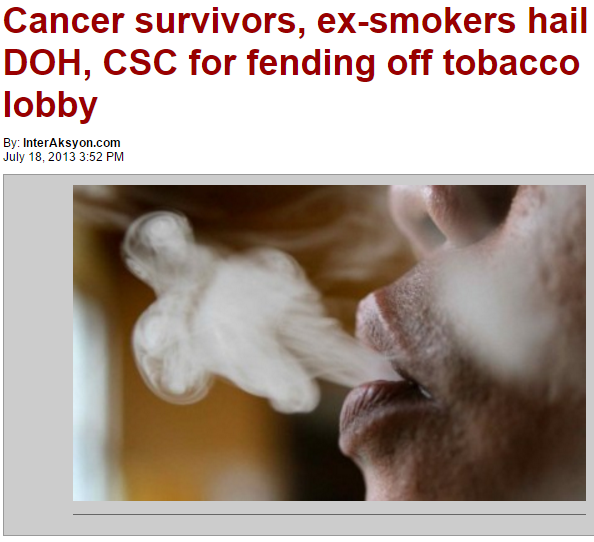 Cancer survivors, ex-smokers hail
DOH, CSC for fending off tobacco
lobby
By: InterAksyon.com
July 18, 2013 3:52 PM